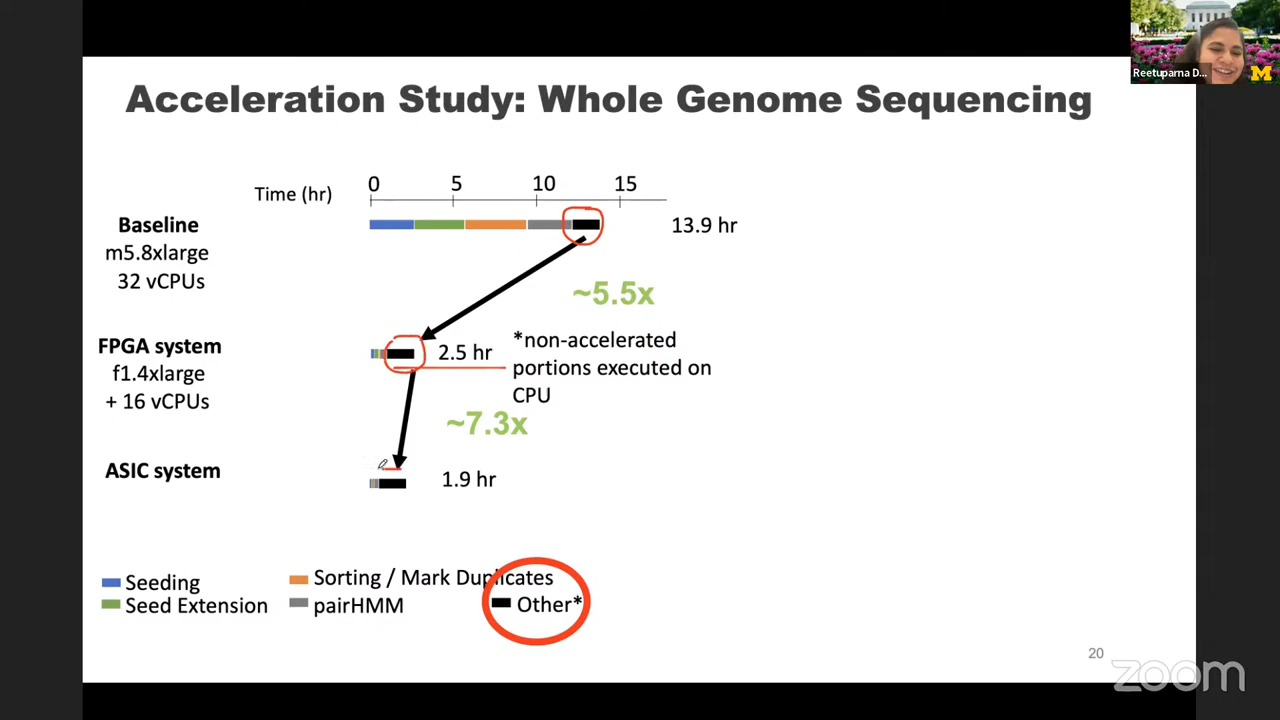 Reetuparna D...
M
Acceleration Study: Whole Genome Sequencing
Time (hr)
0 5 10 15
Baseline
m5.8xlarge
32 vCPUs
13.9 hr
~5.5x
FPGA system
f1.4xlarge
+ 16 vCPUs
2.5 hr
*non-accelerated
portions executed on
CPU
~7.3x
ASIC system
1.9 hr
Seeding
Sorting / Mark Duplicates
Seed Extension
pairHMM
Other*
20
zoom